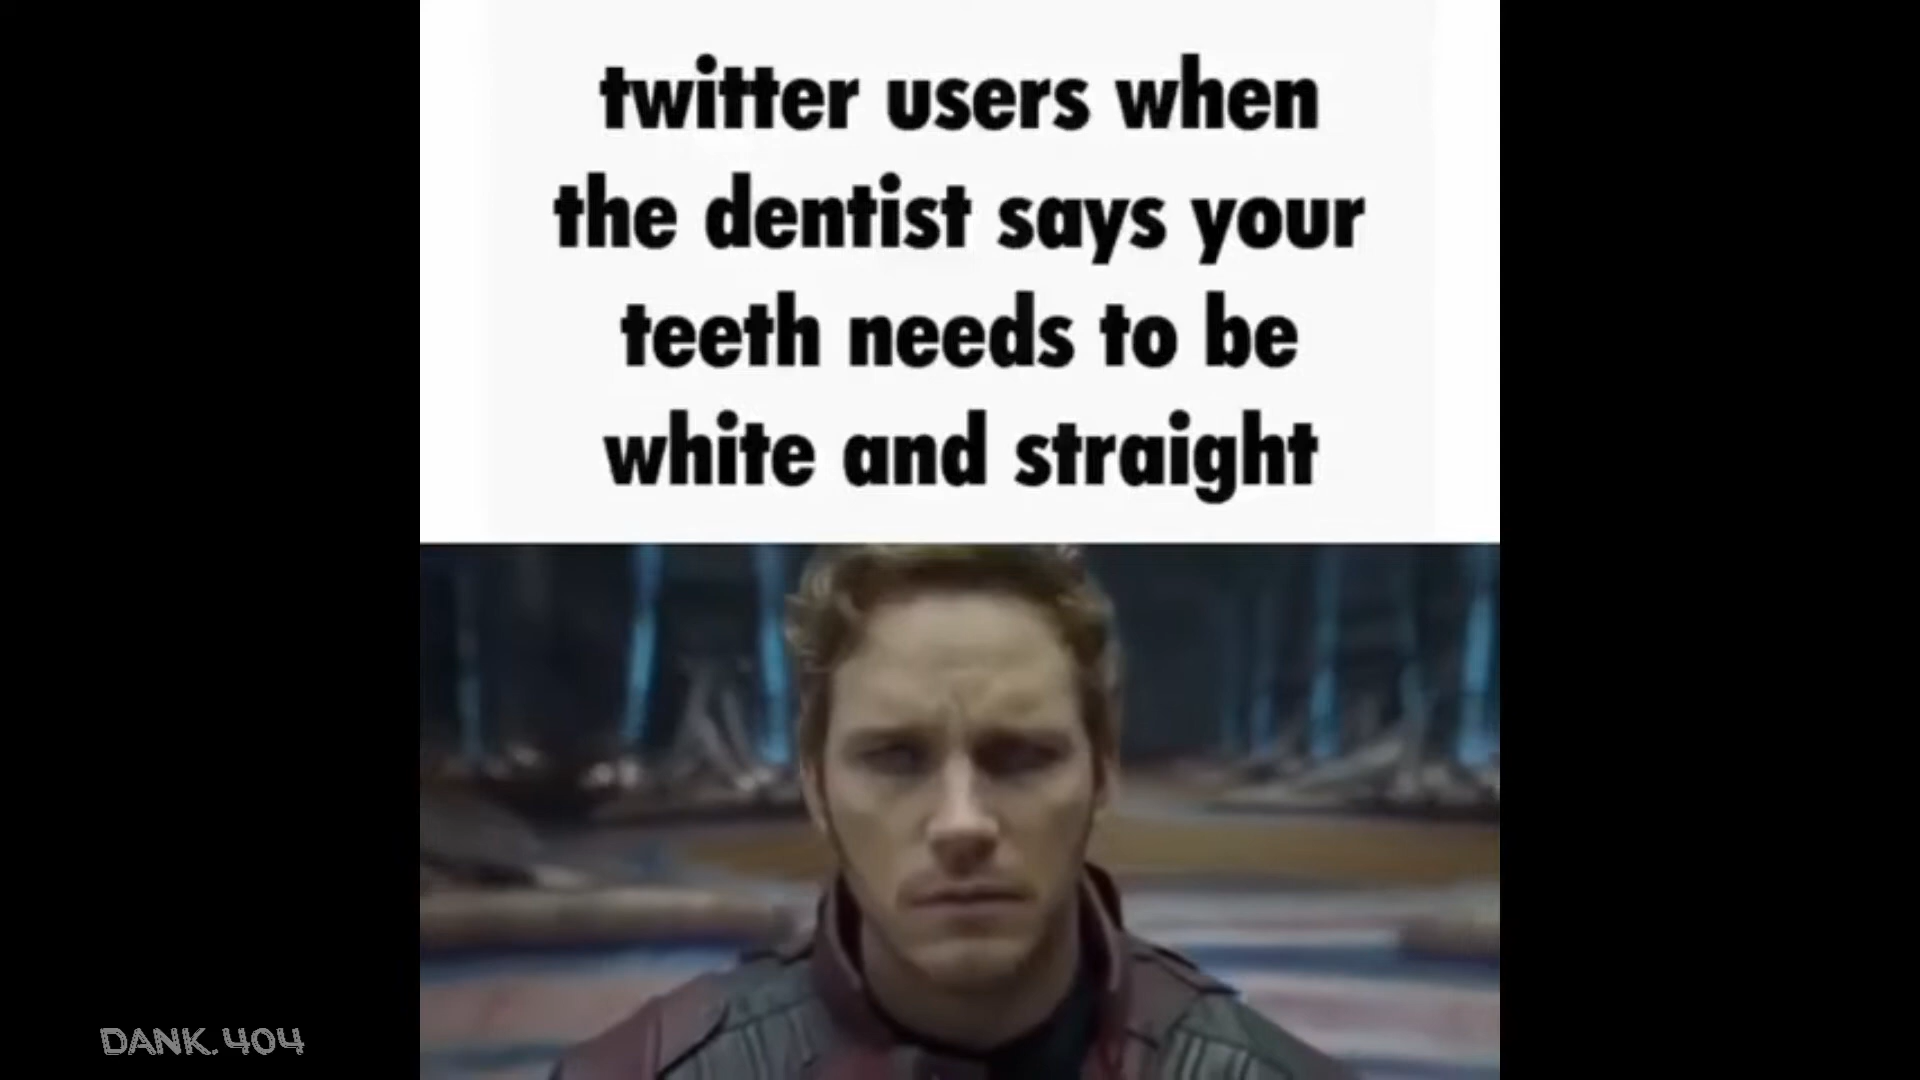 twitter users when
the dentist says your
teeth needs to be
white and straight
DANK.404